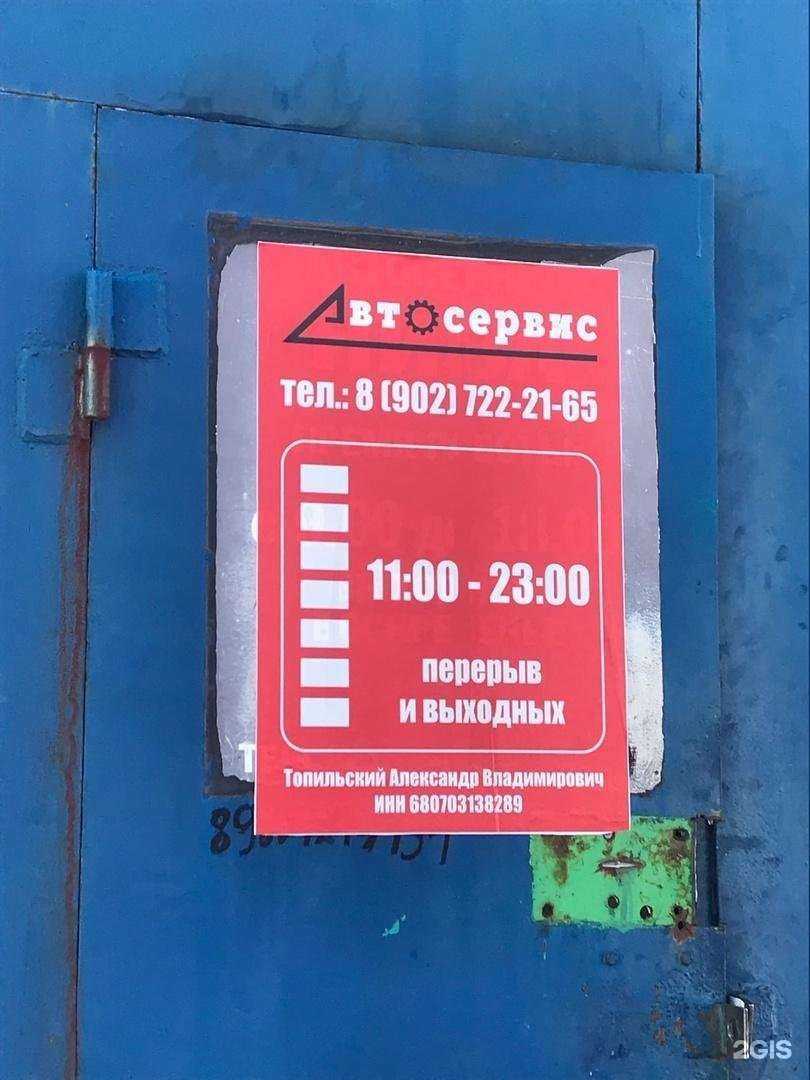 Автосервис
тел.: 8 (902) 722-21-65
11:00 - 23:00
перерыв
и выходных
Топильский Александр Владимирович
ИНН 680703138289
2GIS